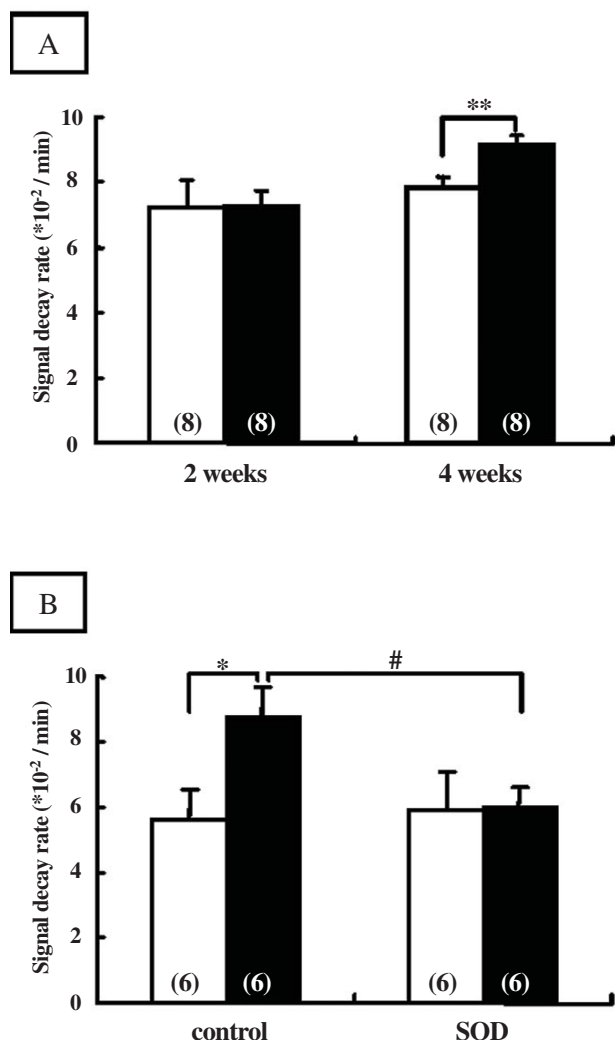 A
**
Signal decay rate (*10⁻² / min)
10
8
6
4
2
0
(8) (8) (8) (8)
2 weeks 4 weeks
B
* #
Signal decay rate (*10⁻² / min)
10
8
6
4
2
0
(6) (6) (6) (6)
control SOD